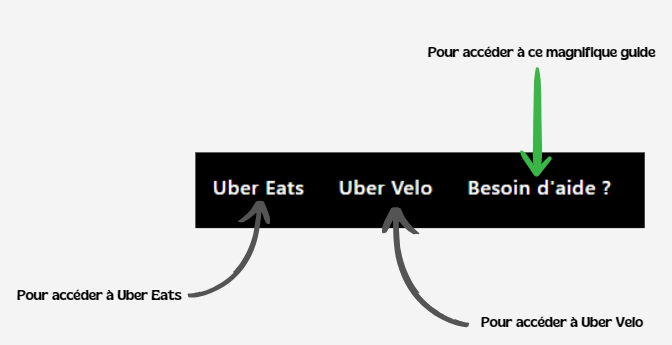 Pour accéder à ce magnifique guide
Uber Eats Uber Velo Besoin d'aide ?
Pour accéder à Uber Eats
Pour accéder à Uber Velo